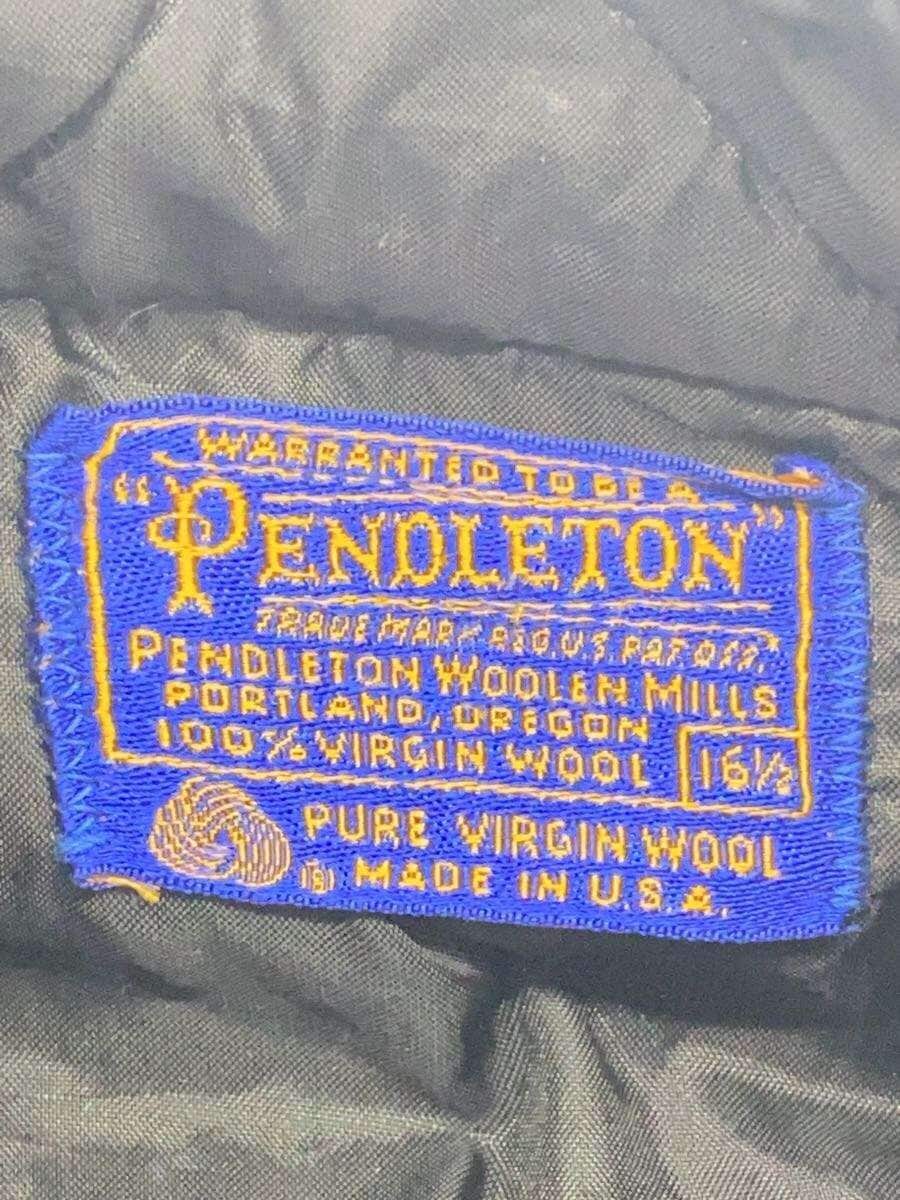 WARRANTED TO BE A
"PENDLETON"
TRADE MARK REG. U.S. PAT. OFF.
PENDLETON WOOLEN MILLS
PORTLAND, OREGON
100% VIRGIN WOOL
16½
PURE VIRGIN WOOL
® MADE IN U.S.A.